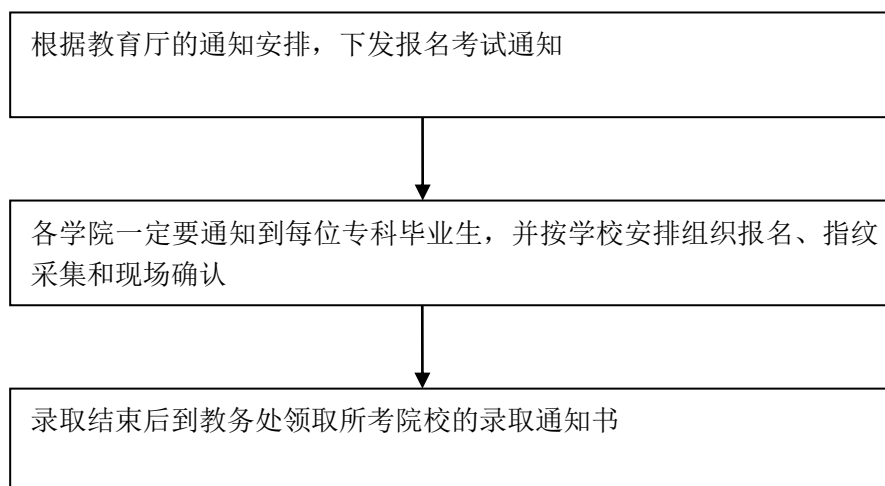 根据教育厅的通知安排，下发报名考试通知
各学院一定要通知到每位专科毕业生，并按学校安排组织报名、指纹
采集和现场确认
录取结束后到教务处领取所考院校的录取通知书